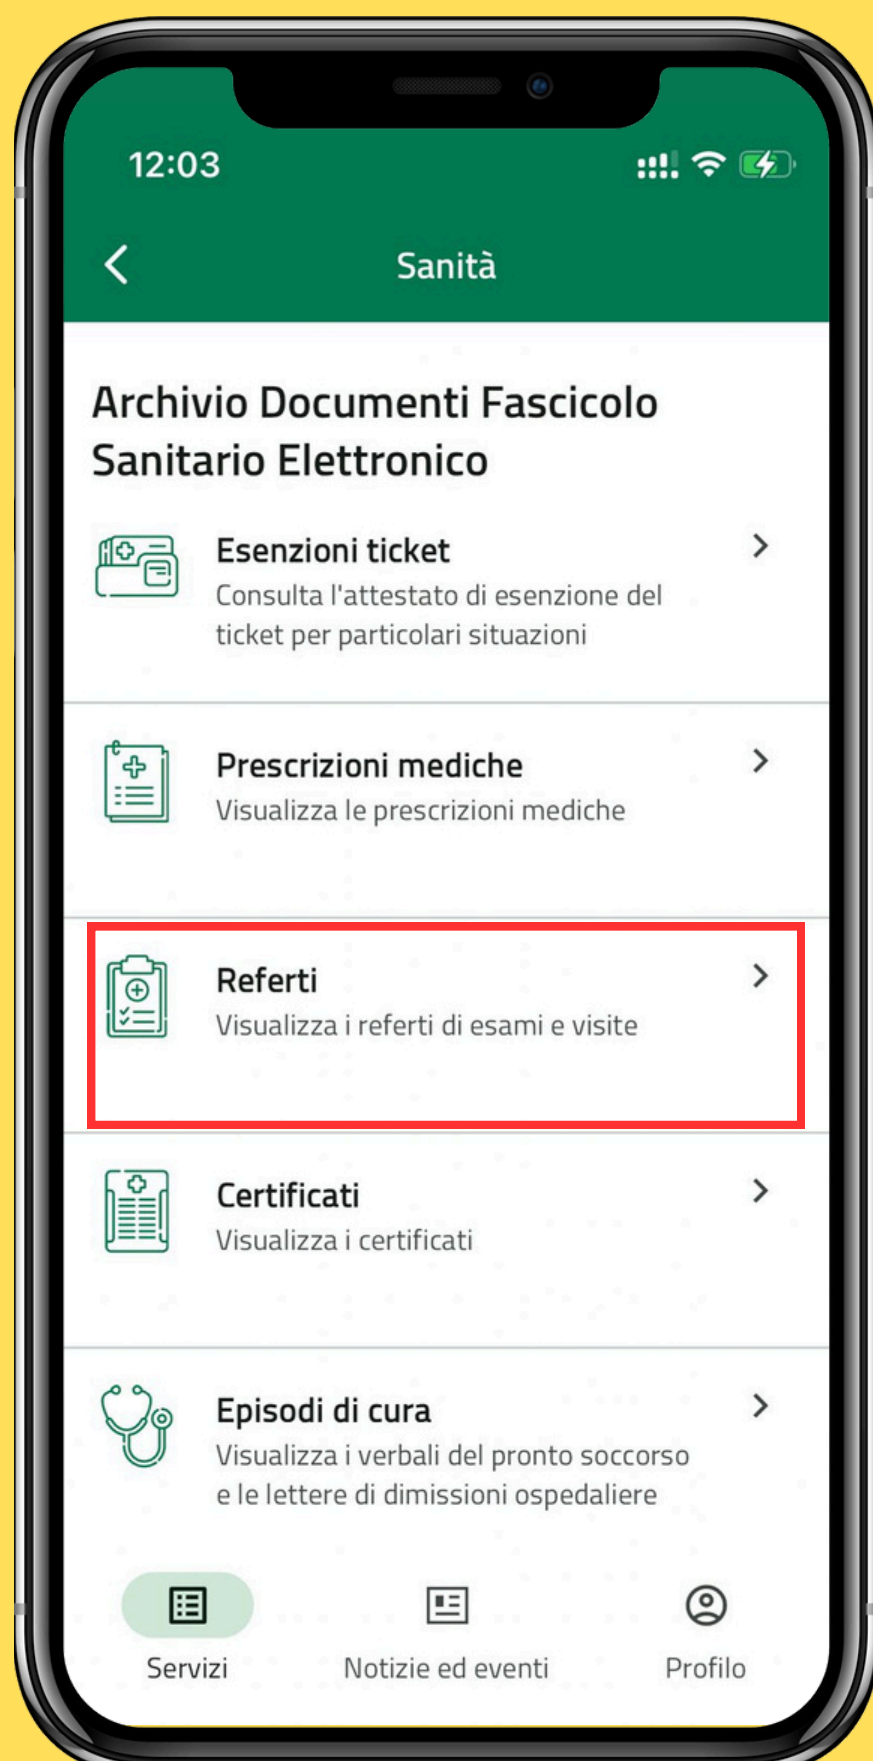 12:03
Sanità
Archivio Documenti Fascicolo
Sanitario Elettronico
Esenzioni ticket
Consulta l'attestato di esenzione del
ticket per particolari situazioni
Prescrizioni mediche
Visualizza le prescrizioni mediche
Referti
Visualizza i referti di esami e visite
Certificati
Visualizza i certificati
Episodi di cura
Visualizza i verbali del pronto soccorso
e le lettere di dimissioni ospedaliere
Servizi
Notizie ed eventi
Profilo